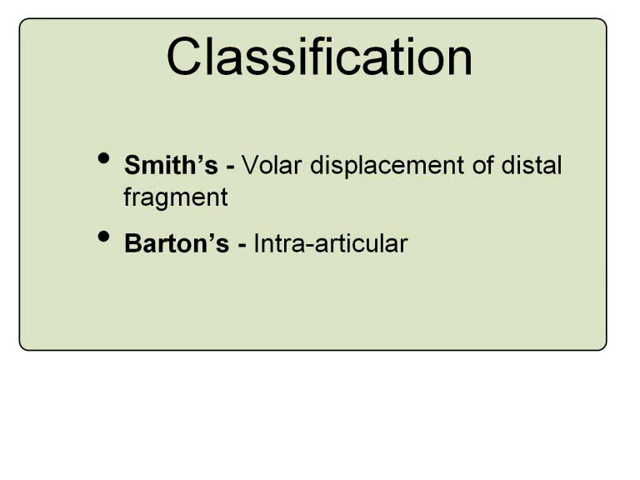 Classification
• Smith’s - Volar displacement of distal
fragment
• Barton’s - Intra-articular